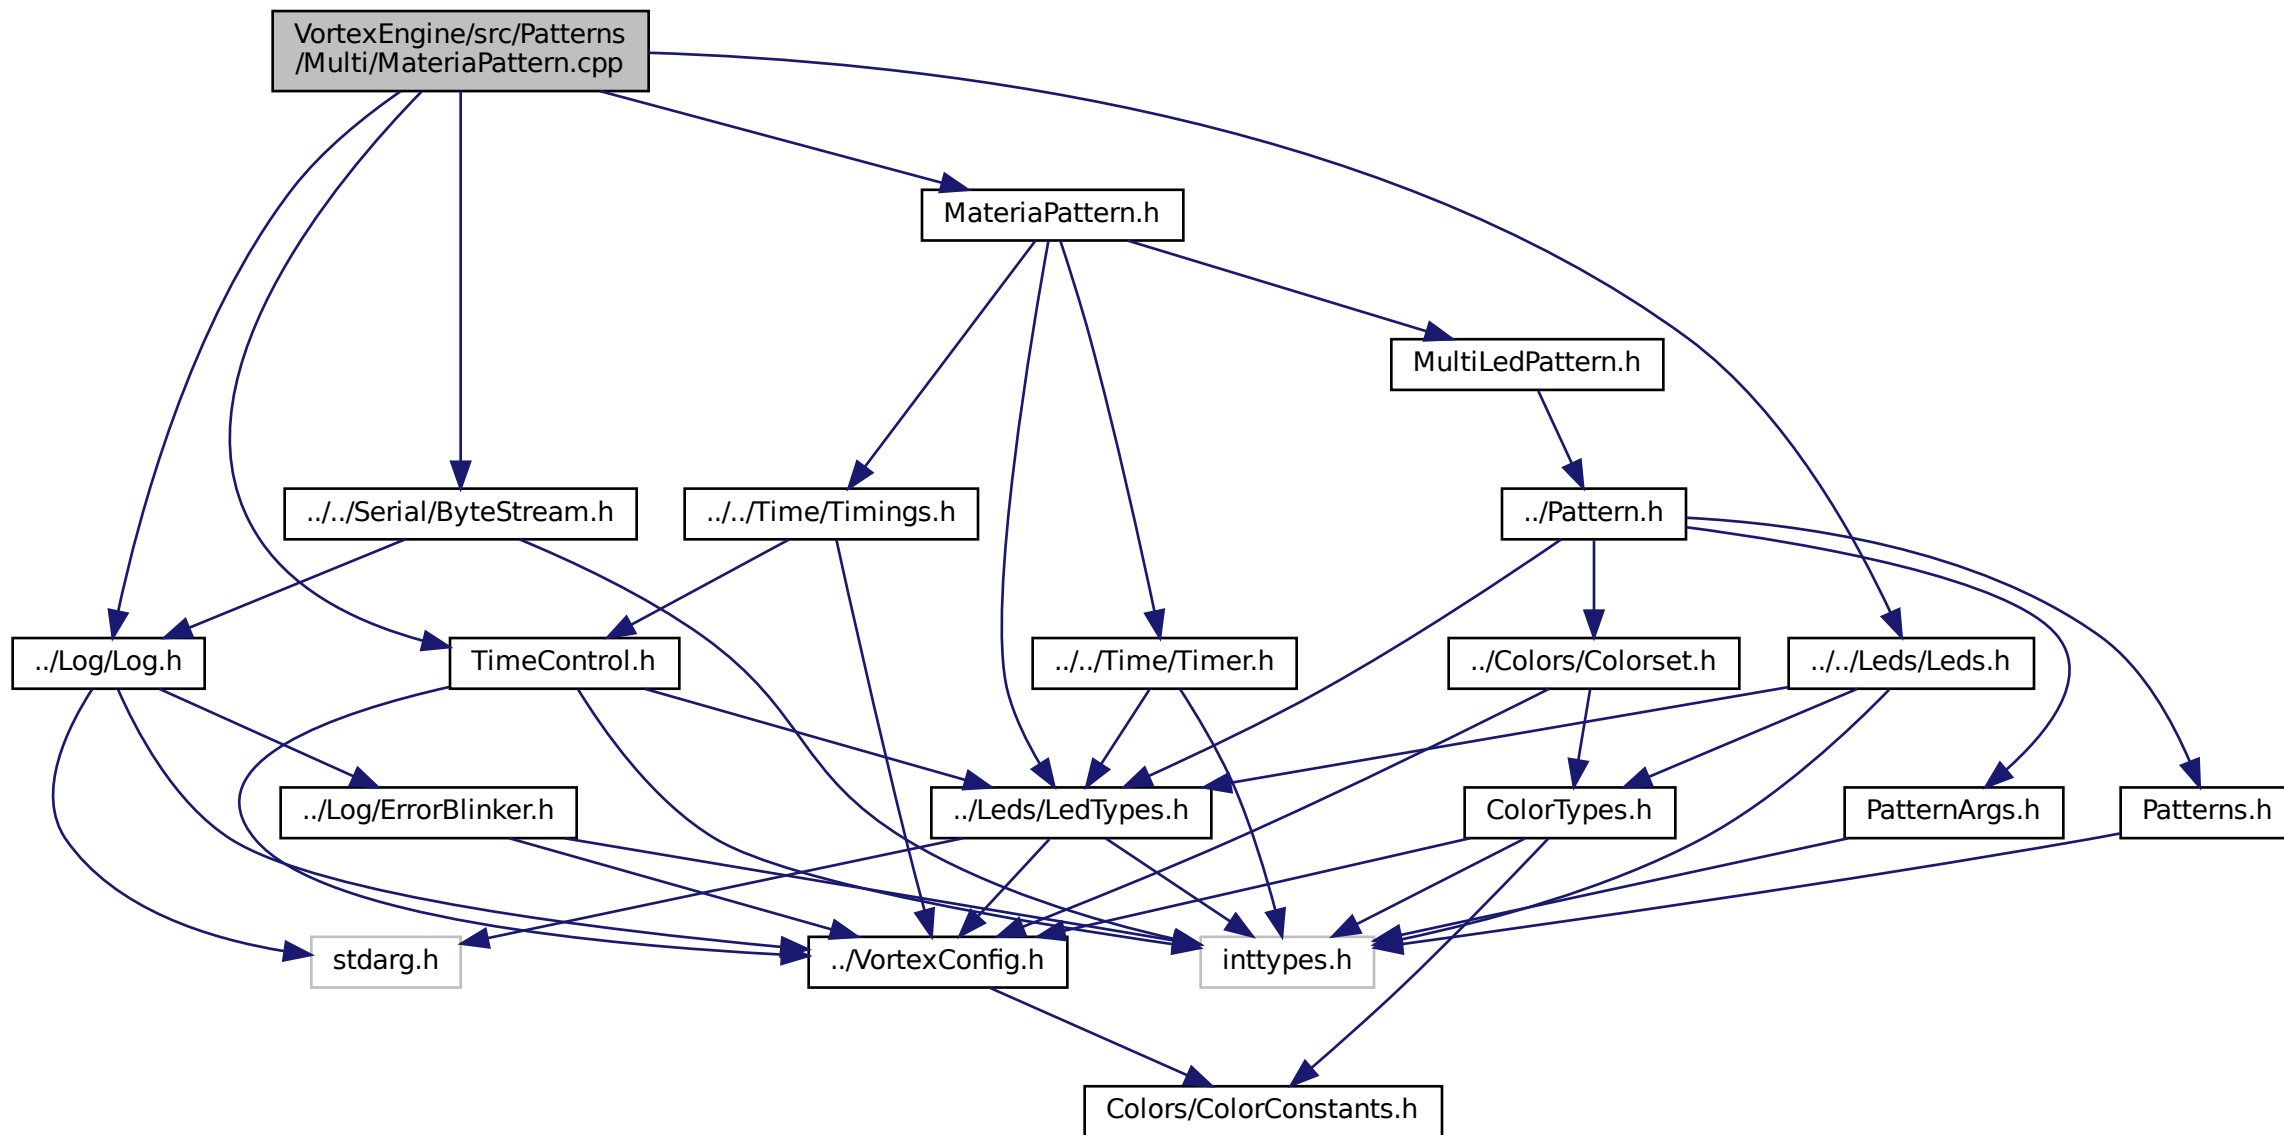 VortexEngine/src/Patterns
/Multi/MateriaPattern.cpp
MateriaPattern.h
MultiLedPattern.h
../../Serial/ByteStream.h
../../Time/Timings.h
../Pattern.h
../Log/Log.h
TimeControl.h
../../Time/Timer.h
../Colors/Colorset.h
../../Leds/Leds.h
../Log/ErrorBlinker.h
../Leds/LedTypes.h
ColorTypes.h
PatternArgs.h
Patterns.h
stdarg.h
../VortexConfig.h
inttypes.h
Colors/ColorConstants.h